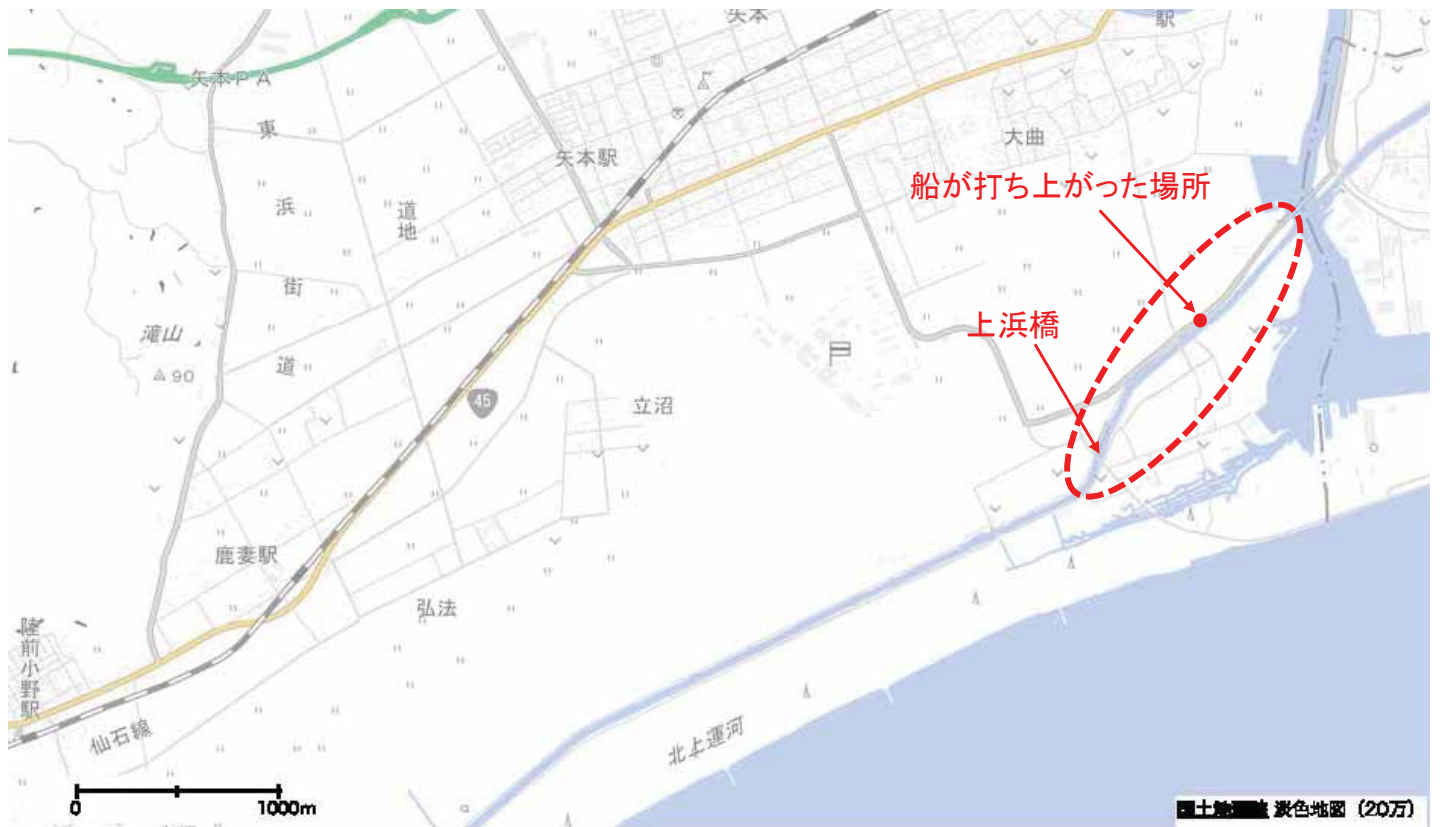 矢本
駅
矢本PA
東浜街道
大曲
矢本駅
道地
船が打ち上がった場所
滝山
90
上浜橋
45
立沼
鹿妻駅
弘法
陸前小野駅
仙石線
北上運河
0
1000m
淡色地図（20万）